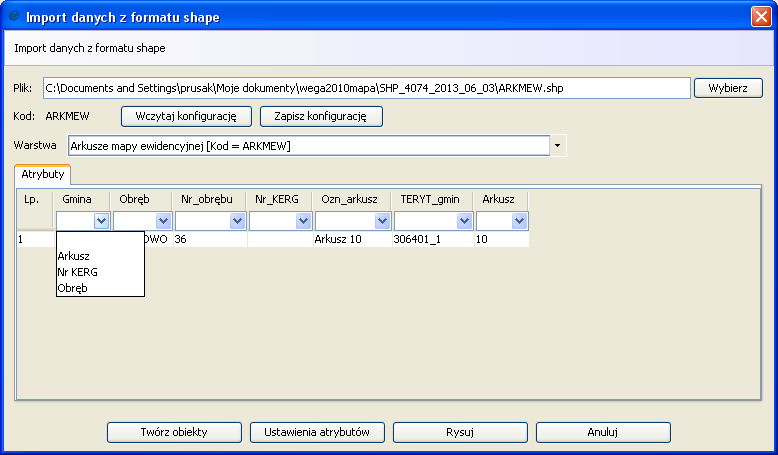 Import danych z formatu shape
Import danych z formatu shape
Plik: C:\Documents and Settings\prusak\Moje dokumenty\wega2010mapa\SHP_4074_2013_06_03\ARKMEW.shp Wybierz
Kod: ARKMEW Wczytaj konfigurację Zapisz konfigurację
Warstwa Arkusze mapy ewidencyjnej [Kod = ARKMEW]
Atrybuty
Lp. Gmina Obręb Nr_obrębu Nr_KERG Ozn_arkusz TERYT_gmin Arkusz
1 OWO 36 Arkusz 10 306401_1 10
Arkusz
Nr KERG
Obręb
Twórz obiekty Ustawienia atrybutów Rysuj Anuluj